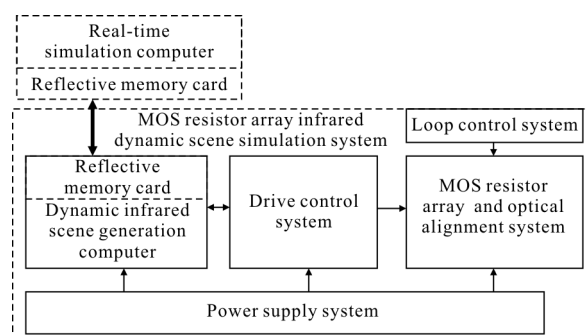 Real-time
simulation computer
Reflective memory card
MOS resistor array infrared
dynamic scene simulation system
Loop control system
Reflective
memory card
Dynamic infrared
scene generation
computer
Drive control
system
MOS resistor
array and optical
alignment system
Power supply system